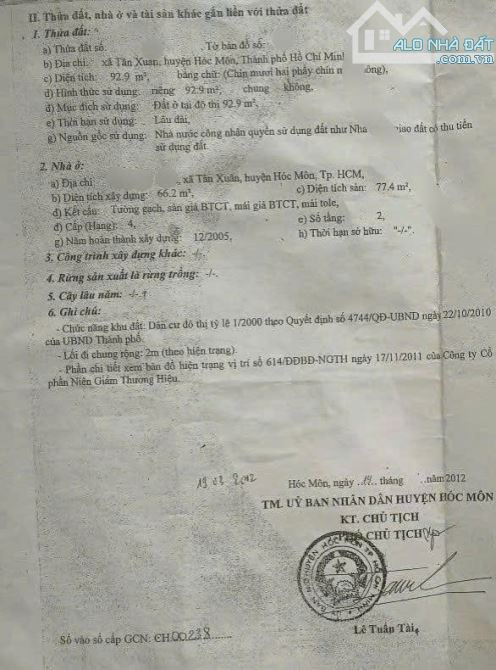 ALO NHÀ ĐẤT
.com.vn
II. Thửa đất, nhà ở và tài sản khác gắn liền với thửa đất
1. Thửa đất:
a) Thửa đất số: , Tờ bản đồ số:
b) Địa chỉ: xã Tân Xuân, huyện Hóc Môn, Thành phố Hồ Chí Minh
c) Diện tích: 92.9 m², bằng chữ: (Chín mươi hai phẩy chín mét vuông),
d) Hình thức sử dụng: riêng 92.9 m², chung không,
đ) Mục đích sử dụng: Đất ở tại đô thị 92.9 m²,
e) Thời hạn sử dụng: Lâu dài,
g) Nguồn gốc sử dụng: Nhà nước công nhận quyền sử dụng đất như Nhà giao đất có thu tiền
sử dụng đất.
2. Nhà ở:
a) Địa chỉ: , xã Tân Xuân, huyện Hóc Môn, Tp. HCM,
b) Diện tích xây dựng: 66.2 m², c) Diện tích sàn: 77.4 m²,
d) Kết cấu: Tường gạch, sàn giả BTCT, mái giả BTCT, mái tole,
đ) Cấp (Hạng): 4, e) Số tầng: 2,
g) Năm hoàn thành xây dựng: 12/2005, h) Thời hạn sở hữu: "-/-".
3. Công trình xây dựng khác: -/-
4. Rừng sản xuất là rừng trồng: -/-.
5. Cây lâu năm: -/-.
6. Ghi chú:
- Chức năng khu đất: Dân cư đô thị tỷ lệ 1/2000 theo Quyết định số 4744/QĐ-UBND ngày 22/10/2010
của UBND Thành phố.
- Lối đi chung rộng: 2m (theo hiện trạng).
- Phần chi tiết xem bản đồ hiện trạng vị trí số 614/ĐĐBĐ-NGTH ngày 17/11/2011 của Công ty Cổ
phần Niên Giám Thương Hiệu.
Hóc Môn, ngày tháng năm 2012
TM. UỶ BAN NHÂN DÂN HUYỆN HÓC MÔN
KT. CHỦ TỊCH
PHÓ CHỦ TỊCH
Lê Tuấn Tài
Số vào sổ cấp GCN: CH.00238